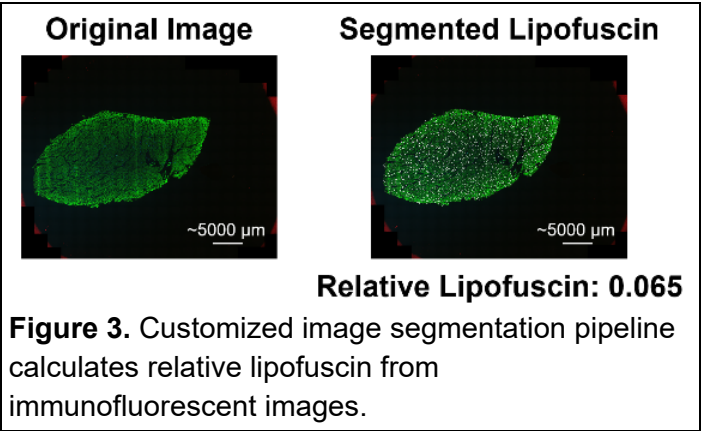 Original Image
Segmented Lipofuscin
~5000 µm
~5000 µm
Relative Lipofuscin: 0.065
Figure 3. Customized image segmentation pipeline
calculates relative lipofuscin from
immunofluorescent images.